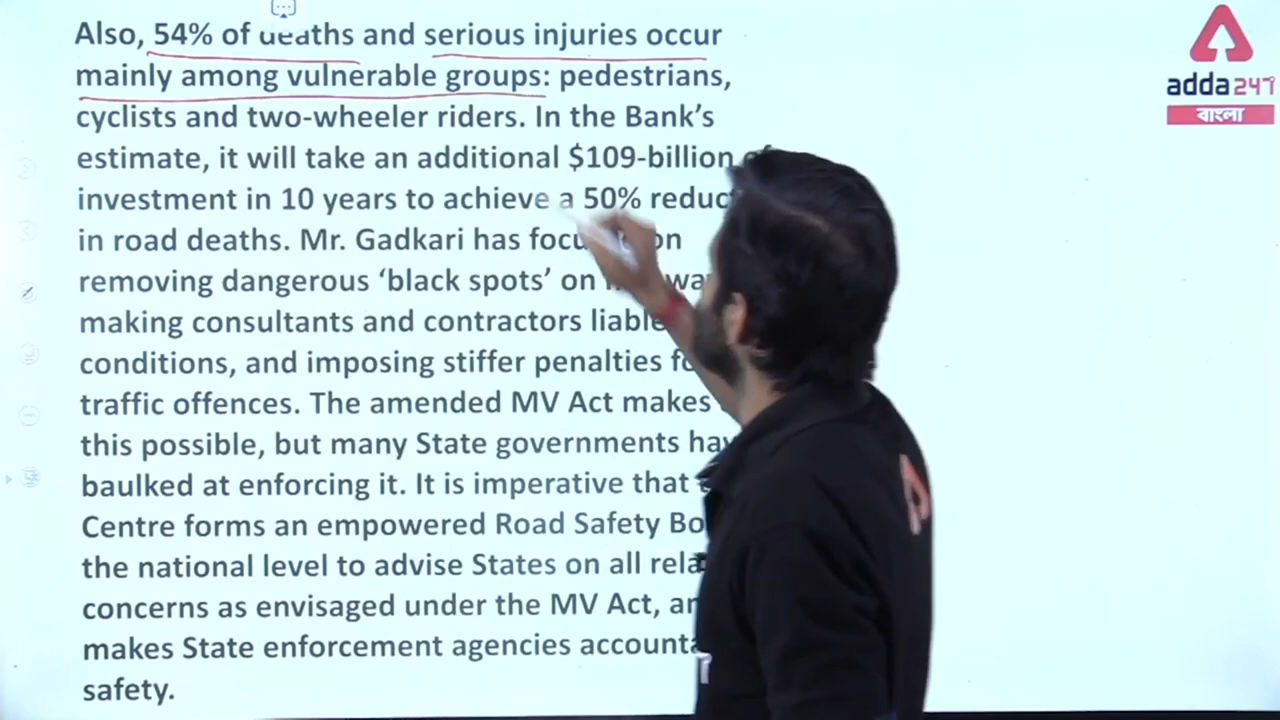 Also, 54% of deaths and serious injuries occur
mainly among vulnerable groups: pedestrians,
cyclists and two-wheeler riders. In the Bank's
estimate, it will take an additional $109-billion
investment in 10 years to achieve a 50%
in road deaths. Mr. Gadkari has on
removing dangerous ‘black spots’ on
making consultants and contractors liable
conditions, and imposing stiffer penalties
traffic offences. The amended MV Act makes
this possible, but many State governments
baulked at enforcing it. It is imperative that
Centre forms an empowered Road Safety
the national level to advise States on all
concerns as envisaged under the MV Act,
makes State enforcement agencies
safety.
adda247
বাংলা